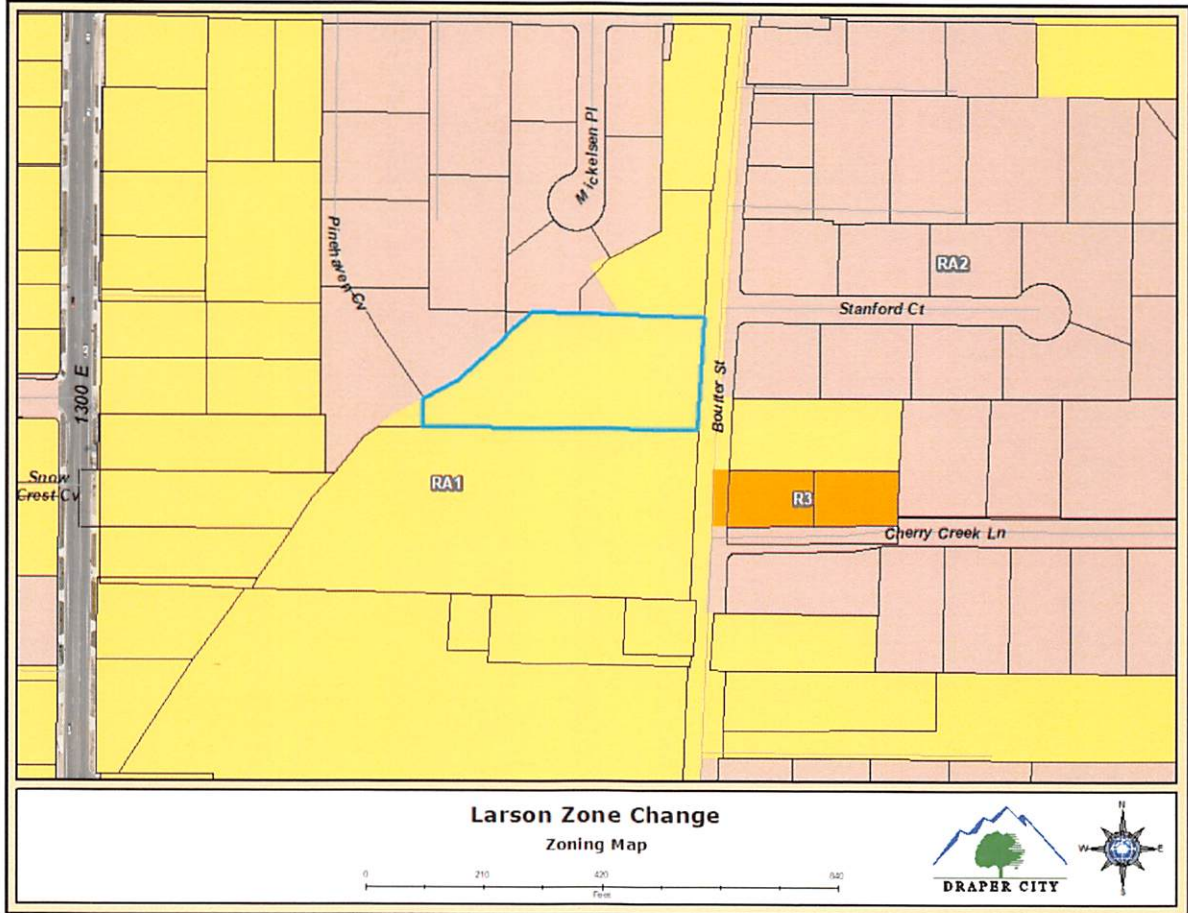 Mickelsen Pl
Pinehaven Cv
RA2
Stanford Ct
1300 E
Boulter St
Snow
Crest Cv
RA1
R3
Cherry Creek Ln
Larson Zone Change
Zoning Map
0 210 420 840
Feet
DRAPER CITY
N
W E
S